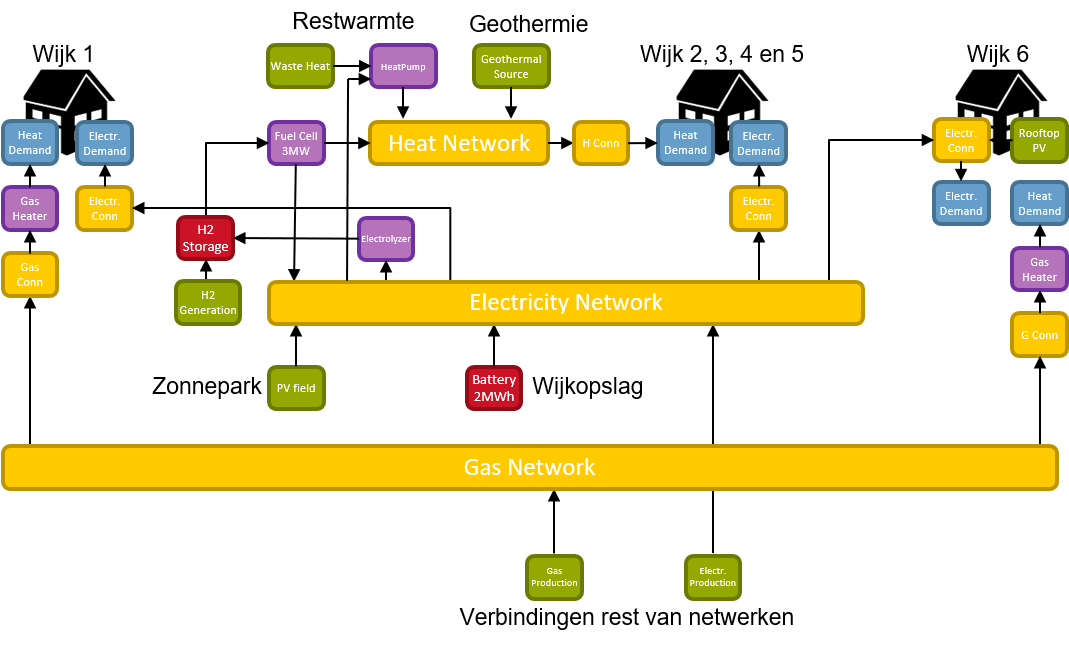 Restwarmte
Geothermie
Wijk 1
Wijk 2, 3, 4 en 5
Wijk 6
Waste Heat
HeatPump
Geothermal
Source
Heat
Demand
Electr.
Demand
Fuel Cell
3MW
Heat Network
H Conn
Heat
Demand
Electr.
Demand
Electr.
Conn
Rooftop
PV
Gas
Heater
Electr.
Conn
H2
Storage
Electrolyzer
Electr.
Conn
Electr.
Demand
Heat
Demand
Gas
Conn
H2
Generation
Electricity Network
Gas
Heater
G Conn
Zonnepark
PV field
Battery
2MWh
Wijkopslag
Gas Network
Gas
Production
Electr.
Production
Verbindingen rest van netwerken